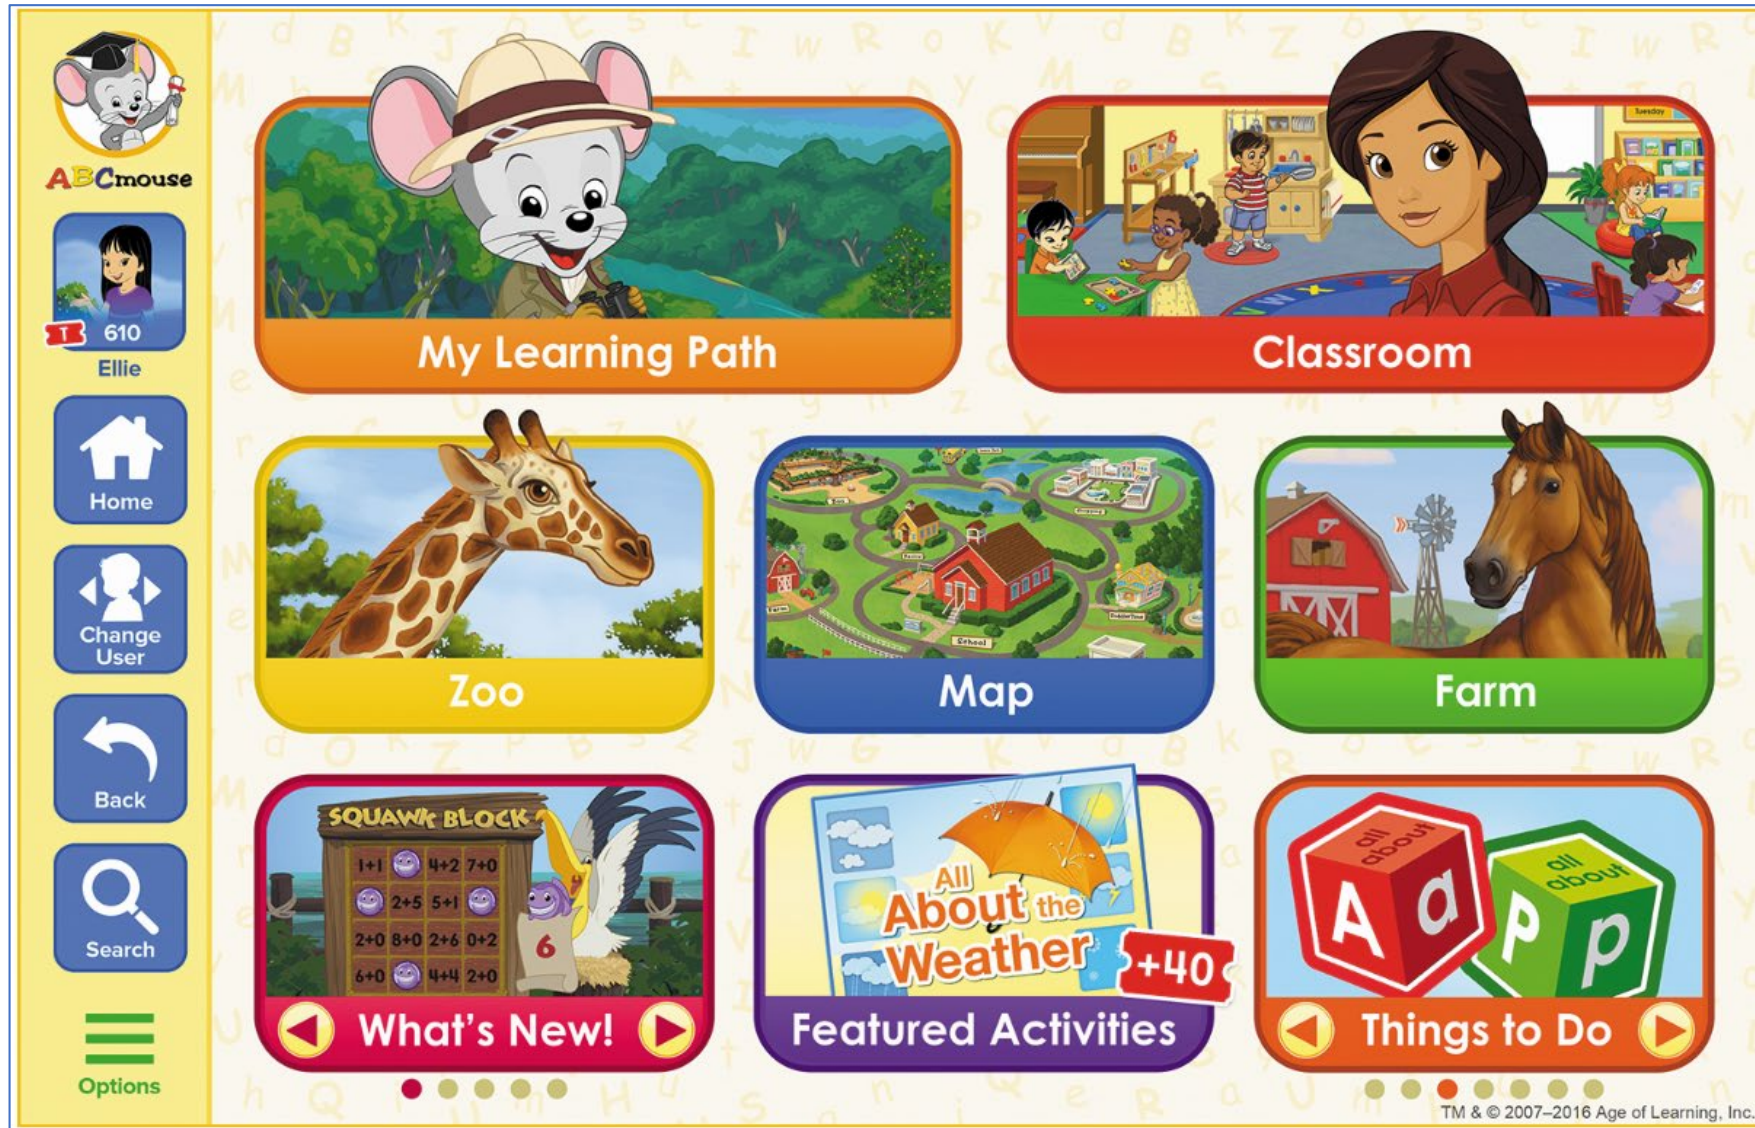 ABCmouse
T 610
Ellie
Home
Change
User
Back
Search
Options
My Learning Path
Tuesday
Classroom
Zoo
School
Farm
Map
Farm
SQUAWK BLOCK
1+1 4+2 7+0
2+5 5+1
2+0 8+0 2+6 0+2
6+0 4+4 2+0
6
What's New!
All
About the
Weather
+40
Featured Activities
all
about
A a
all
about
P p
Things to Do
TM & © 2007–2016 Age of Learning, Inc.